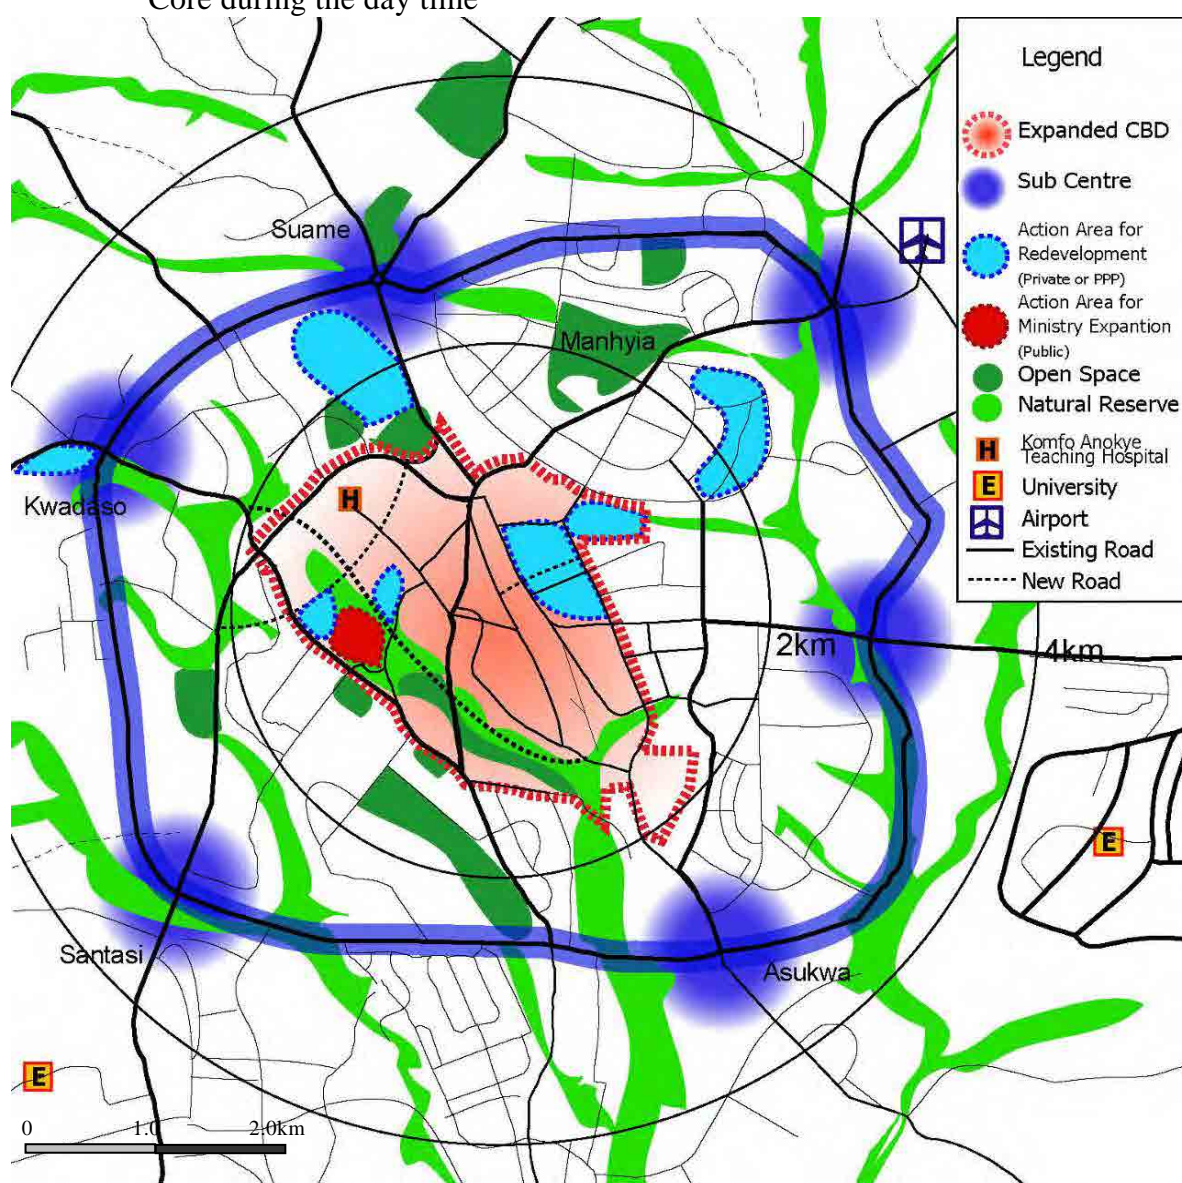 Core during the day time
Legend
Expanded CBD
Sub Centre
Action Area for
Redevelopment
(Private or PPP)
Action Area for
Ministry Expantion
(Public)
Open Space
Natural Reserve
H
Komfo Anokye
Teaching Hospital
E
University
Airport
Existing Road
New Road
Suame
Manhyia
Kwadaso
H
2km
4km
E
Santasi
Asukwa
E
0 1.0 2.0km